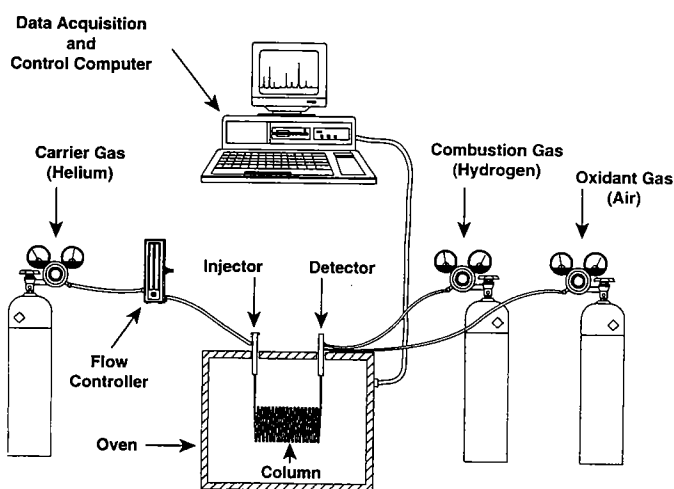 Data Acquisition
and
Control Computer
Carrier Gas
(Helium)
Combustion Gas
(Hydrogen)
Oxidant Gas
(Air)
Injector
Detector
Flow
Controller
Oven
Column